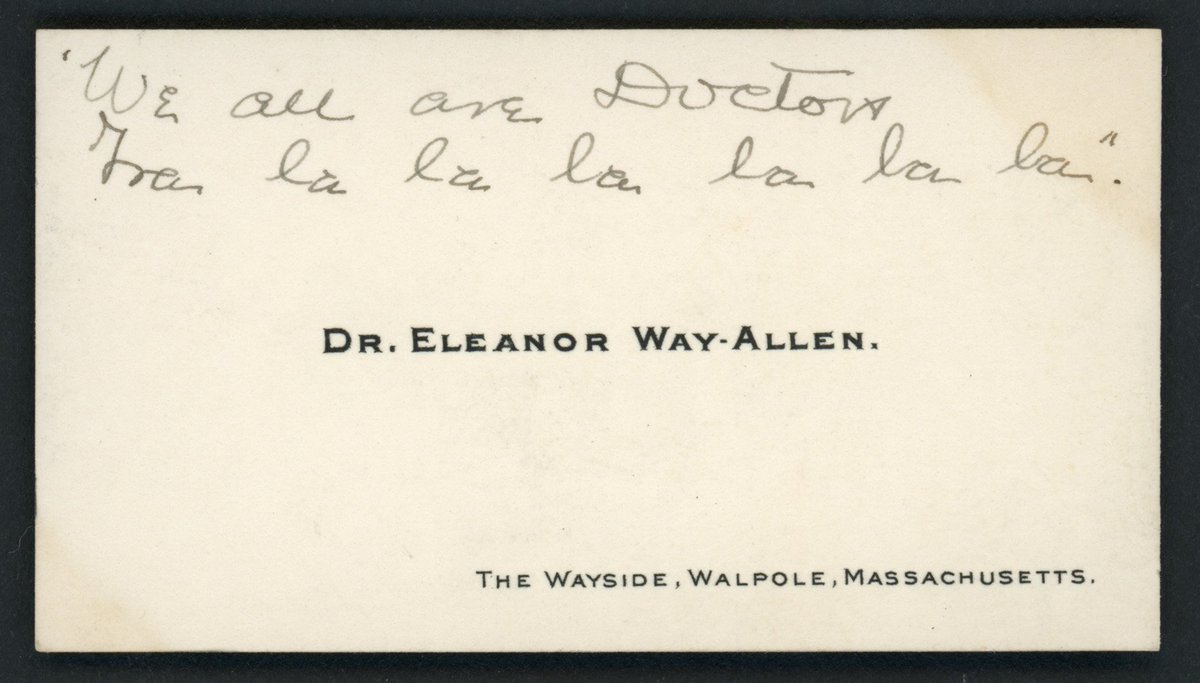 "We all are Doctors
Tra la la la la la la".
DR. ELEANOR WAY-ALLEN.
THE WAYSIDE, WALPOLE, MASSACHUSETTS.